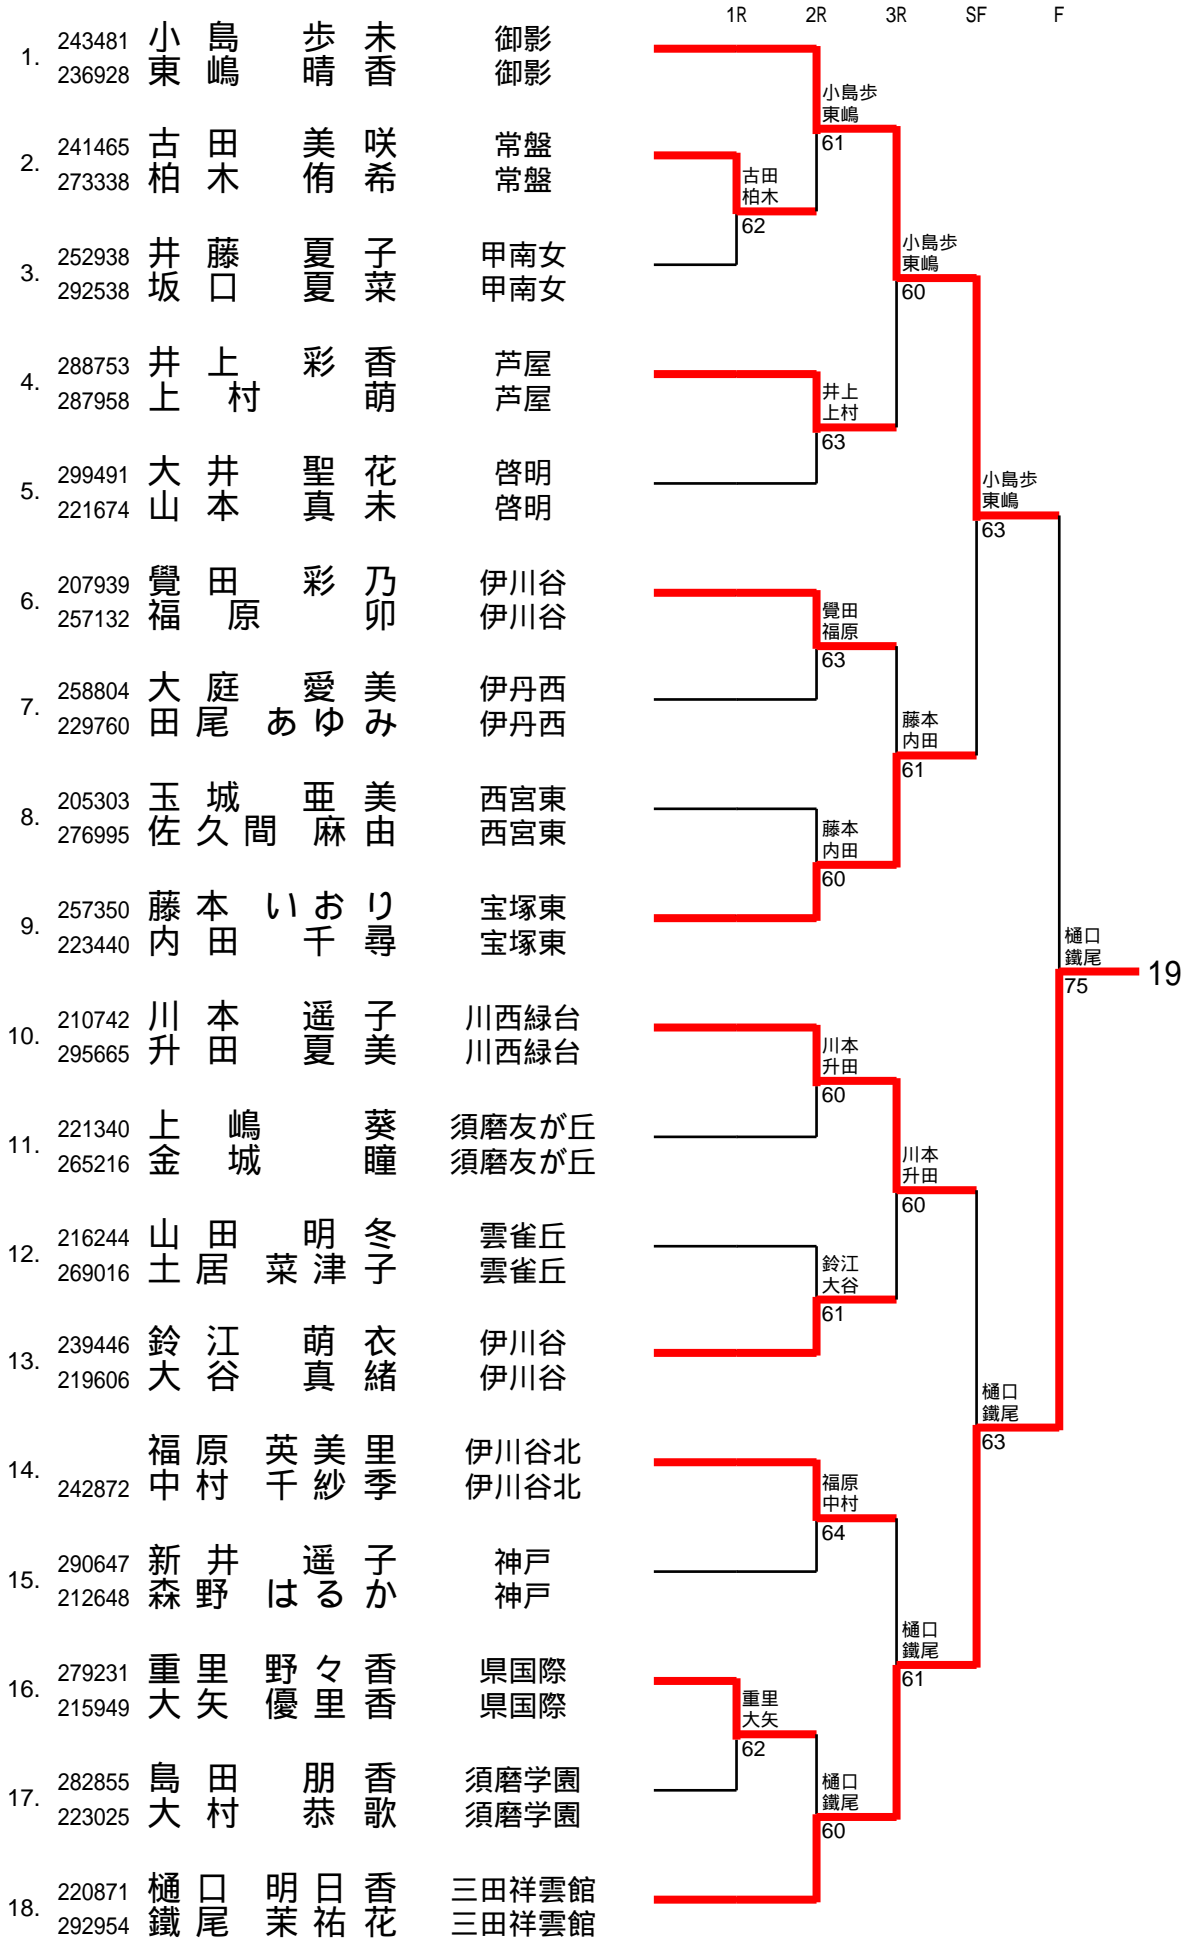 1R 2R 3R SF F
1. 243481 小島 歩未 御影
236928 東嶋 晴香 御影
2. 241465 古田 美咲 常盤
273338 柏木 侑希 常盤
3. 252938 井藤 夏子 甲南女
292538 坂口 夏菜 甲南女
4. 288753 井上 彩香 芦屋
287958 上村 萌 芦屋
5. 299491 大井 聖花 啓明
221674 山本 真未 啓明
6. 207939 覺田 彩乃 伊川谷
257132 福原 卯 伊川谷
7. 258804 大庭 愛美 伊丹西
229760 田尾 あゆみ 伊丹西
8. 205303 玉城 亜美 西宮東
276995 佐久間 麻由 西宮東
9. 257350 藤本 いおり 宝塚東
223440 内田 千尋 宝塚東
10. 210742 川本 遥子 川西緑台
295665 升田 夏美 川西緑台
11. 221340 上嶋 葵 須磨友が丘
265216 金城 瞳 須磨友が丘
12. 216244 山田 明冬 雲雀丘
269016 土居 菜津子 雲雀丘
13. 239446 鈴江 萌衣 伊川谷
219606 大谷 真緒 伊川谷
14. 福原 英美里 伊川谷北
242872 中村 千紗季 伊川谷北
15. 290647 新井 遥子 神戸
212648 森野 はるか 神戸
16. 279231 重里 野々香 県国際
215949 大矢 優里香 県国際
17. 282855 島田 朋香 須磨学園
223025 大村 恭歌 須磨学園
18. 220871 樋口 明日香 三田祥雲館
292954 鐵尾 茉祐花 三田祥雲館
古田
柏木
62
重里
大矢
62
小島歩
東嶋
61
井上
上村
63
覺田
福原
63
藤本
内田
60
川本
升田
60
鈴江
大谷
61
福原
中村
64
樋口
鐵尾
60
小島歩
東嶋
60
藤本
内田
61
川本
升田
60
樋口
鐵尾
61
小島歩
東嶋
63
樋口
鐵尾
63
樋口
鐵尾
75
19